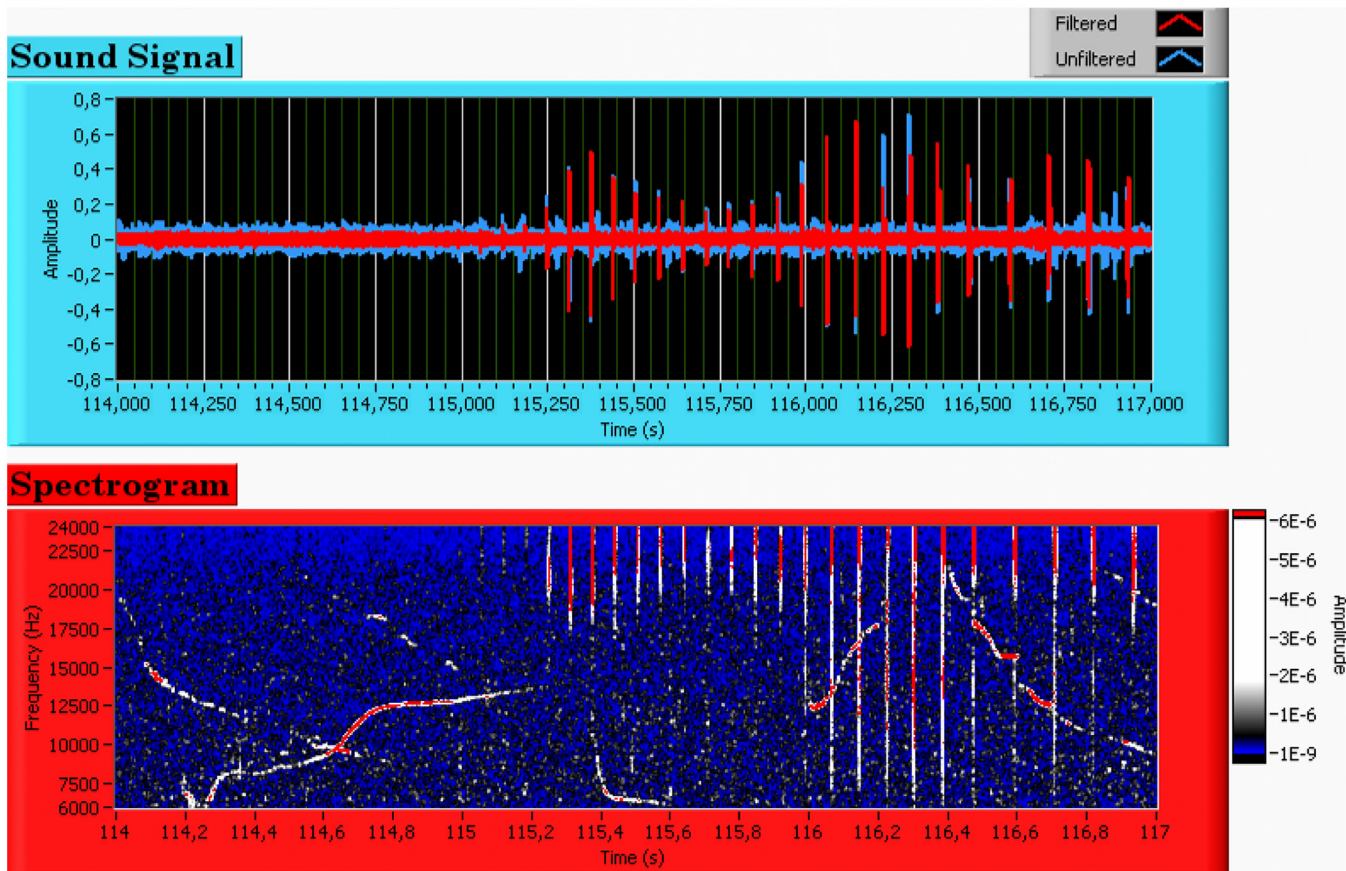 Filtered
Unfiltered
Sound Signal
0,8
0,6
0,4
0,2
0
-0,2
-0,4
-0,6
-0,8
Amplitude
114,000 114,250 114,500 114,750 115,000 115,250 115,500 115,750 116,000 116,250 116,500 116,750 117,000
Time (s)
Spectrogram
24000
22500
20000
17500
15000
12500
10000
7500
6000
Frequency (Hz)
114 114,2 114,4 114,6 114,8 115 115,2 115,4 115,6 115,8 116 116,2 116,4 116,6 116,8 117
Time (s)
6E-6
5E-6
4E-6
3E-6
2E-6
1E-6
1E-9
Amplitude